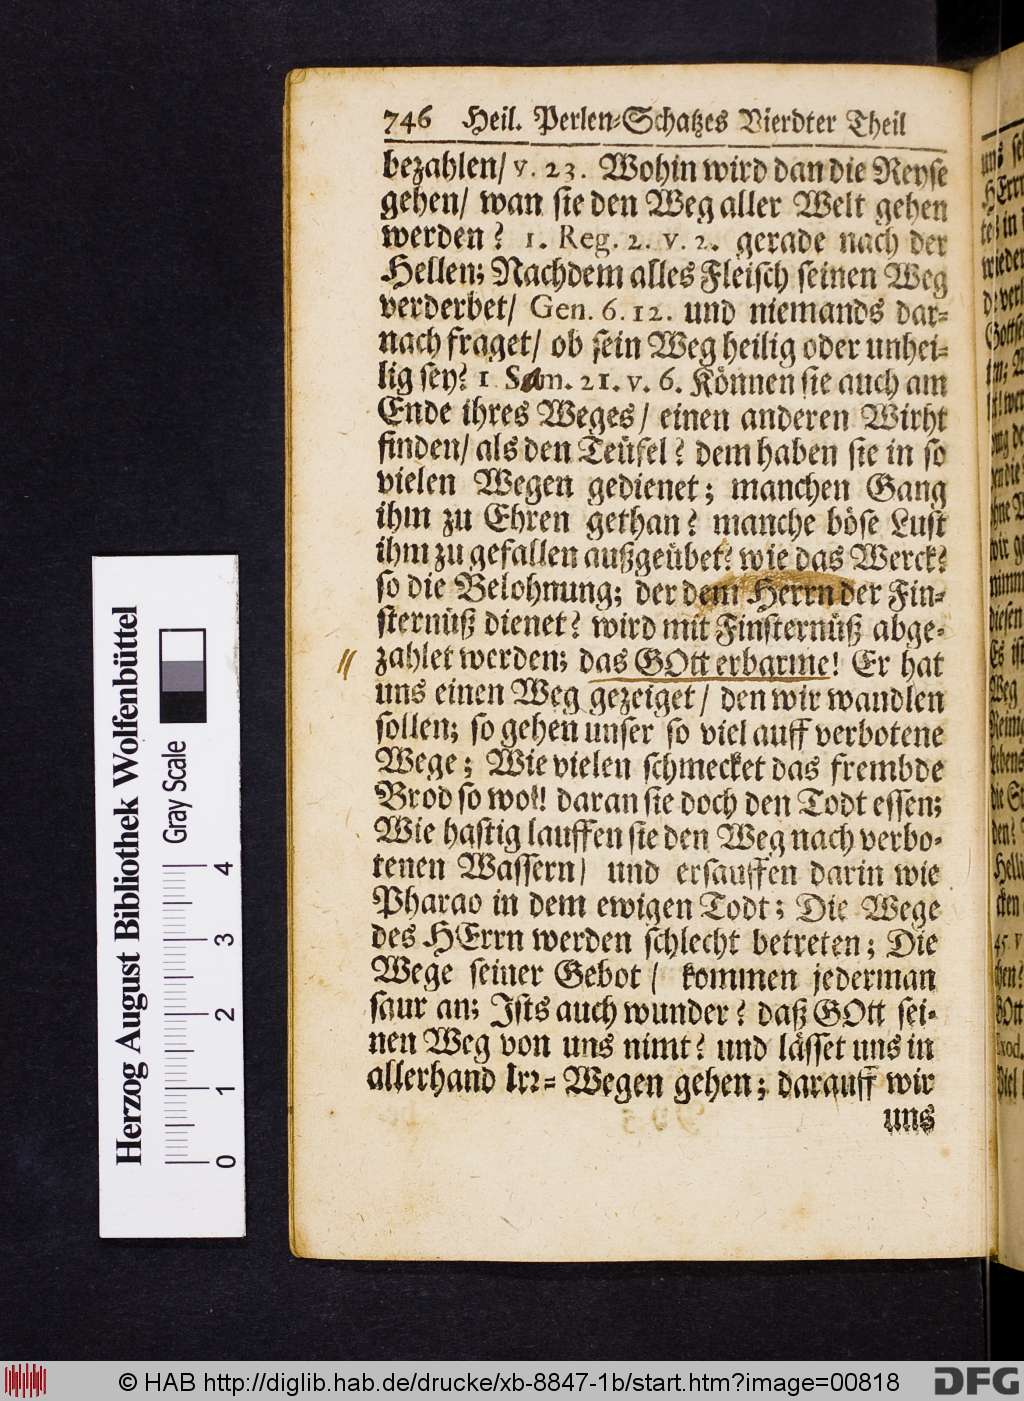 746 Heil. Perlen-Schatzes Vierdter Theil
bezahlen/ v. 23. Wohin wird dan die Reyse
gehen/ wan sie den Weg aller Welt gehen
werden? 1. Reg. 2. v. 2. gerade nach der
Hellen; Nachdem alles Fleisch seinen Weg
verderbet/ Gen. 6. 12. und niemands dar-
nach fraget/ ob sein Weg heilig oder unhei-
lig sey? 1 Sam. 21. v. 6. Können sie auch am
Ende ihres Weges/ einen anderen Wirht
finden/ als den Teüfel? dem haben sie in so
vielen Wegen gedienet; manchen Gang
ihm zu Ehren gethan? manche böse Lust
ihm zu gefallen außgeübet? wie das Werck?
so die Belohnung; der dem Herrn der Fin-
sternüß dienet? wird mit Finsternüß abge-
zahlet werden; das GOtt erbarme! Er hat
uns einen Weg gezeiget/ den wir wandlen
sollen; so gehen unser so viel auff verbotene
Wege; Wie vielen schmecket das frembde
Brod so wol! daran sie doch den Todt essen;
Wie hastig lauffen sie den Weg nach verbo-
tenen Wassern/ und ersauffen darin wie
Pharao in dem ewigen Todt; Die Wege
des HErrn werden schlecht betreten; Die
Wege seiner Gebot/ kommen jederman
saur an; Ists auch wunder? daß GOtt sei-
nen Weg von uns nimt? und lässet uns in
allerhand Irr-Wegen gehen; darauff wir
uns
Herzog August Bibliothek Wolfenbüttel
Gray Scale
0 1 2 3 4
© HAB http://diglib.hab.de/drucke/xb-8847-1b/start.htm?image=00818
DFG